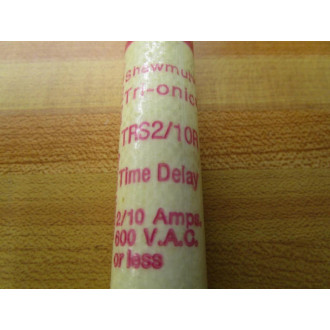 Shawmut
Tri-onic
TRS2/10R
Time Delay
2/10 Amps.
600 V.A.C.
or less